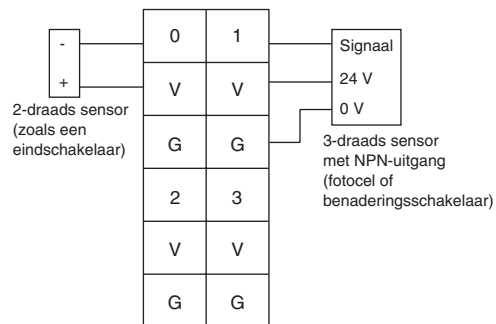 -
+
2-draads sensor
(zoals een
eindschakelaar)
0 1
V V
G G
2 3
V V
G G
Signaal
24 V
0 V
3-draads sensor
met NPN-uitgang
(fotocel of
benaderingsschakelaar)